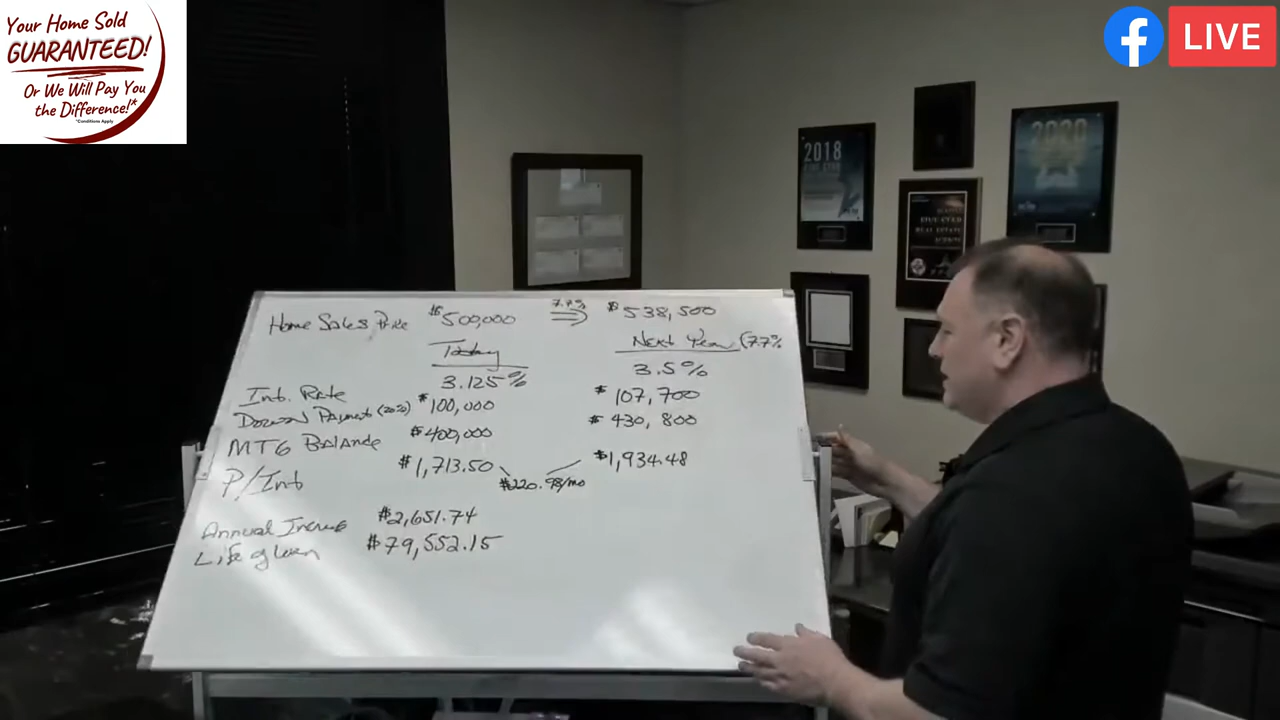 Your Home Sold
GUARANTEED!
Or We Will Pay You
the Difference!*
*Conditions Apply
f LIVE
2018
2020
REAL ESTATE
Home Sales Price $500,000 7.7% $538,500
Today Next Year (7.7%
Int. Rate 3.125% 3.5%
Down Payment (20%) $100,000 $107,700
MTG Balance $400,000 $430,800
P/Int $1,713.50 $220.98/mo $1,934.48
Annual Increase $2,651.74
Life of loan $79,552.15